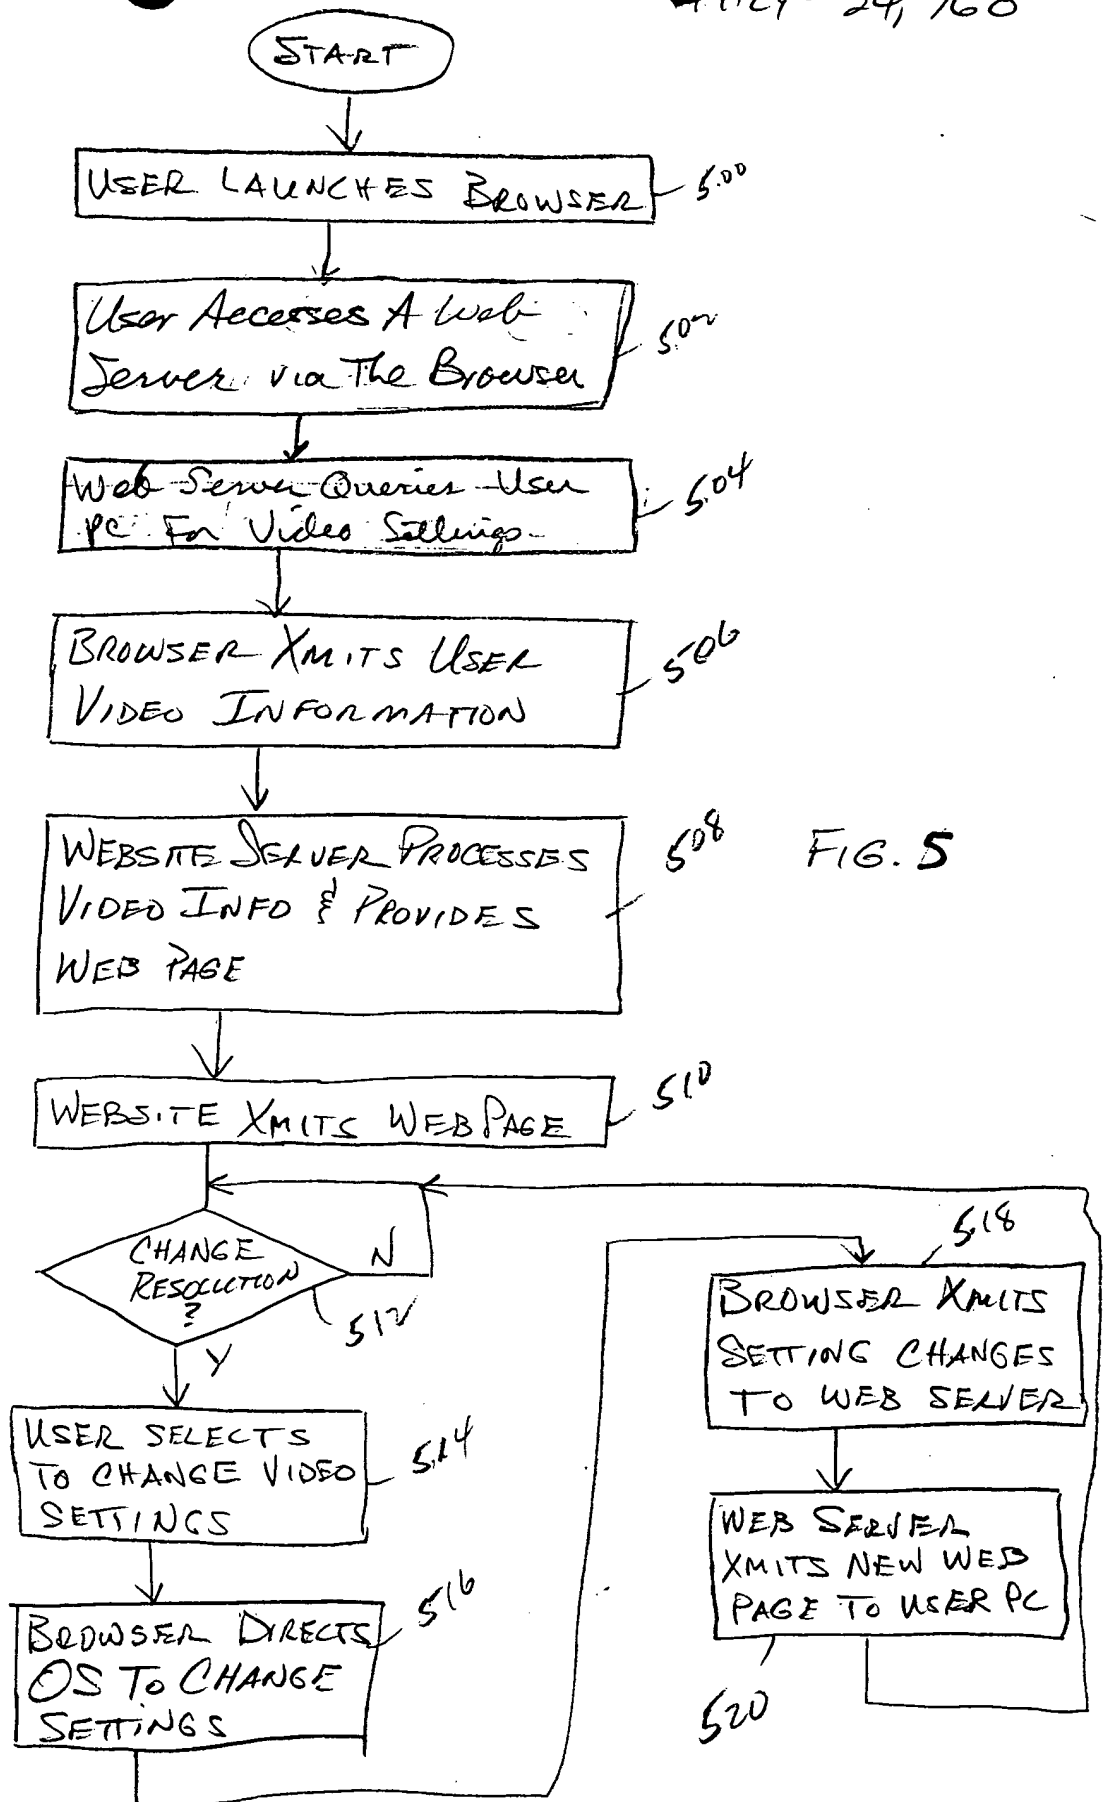 24, 760
START
USER LAUNCHES BROWSER
500
User Accesses A Web
Server via The Browser
502
Web Server Queries User
PC For Video Settings
504
BROWSER XMITS USER
VIDEO INFORMATION
506
WEBSITE SERVER PROCESSES
VIDEO INFO & PROVIDES
WEB PAGE
508
FIG. 5
WEBSITE XMITS WEB PAGE
510
CHANGE
RESOLUTION
?
N
512
Y
USER SELECTS
TO CHANGE VIDEO
SETTINGS
514
BROWSER DIRECTS
OS TO CHANGE
SETTINGS
516
518
BROWSER XMITS
SETTING CHANGES
TO WEB SERVER
WEB SERVER
XMITS NEW WEB
PAGE TO USER PC
520